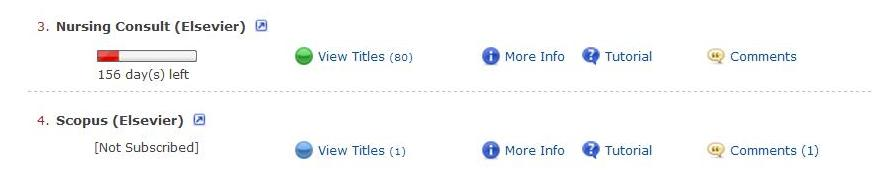 3. Nursing Consult (Elsevier)
View Titles (80) More Info Tutorial Comments
156 day(s) left
4. Scopus (Elsevier)
[Not Subscribed] View Titles (1) More Info Tutorial Comments (1)